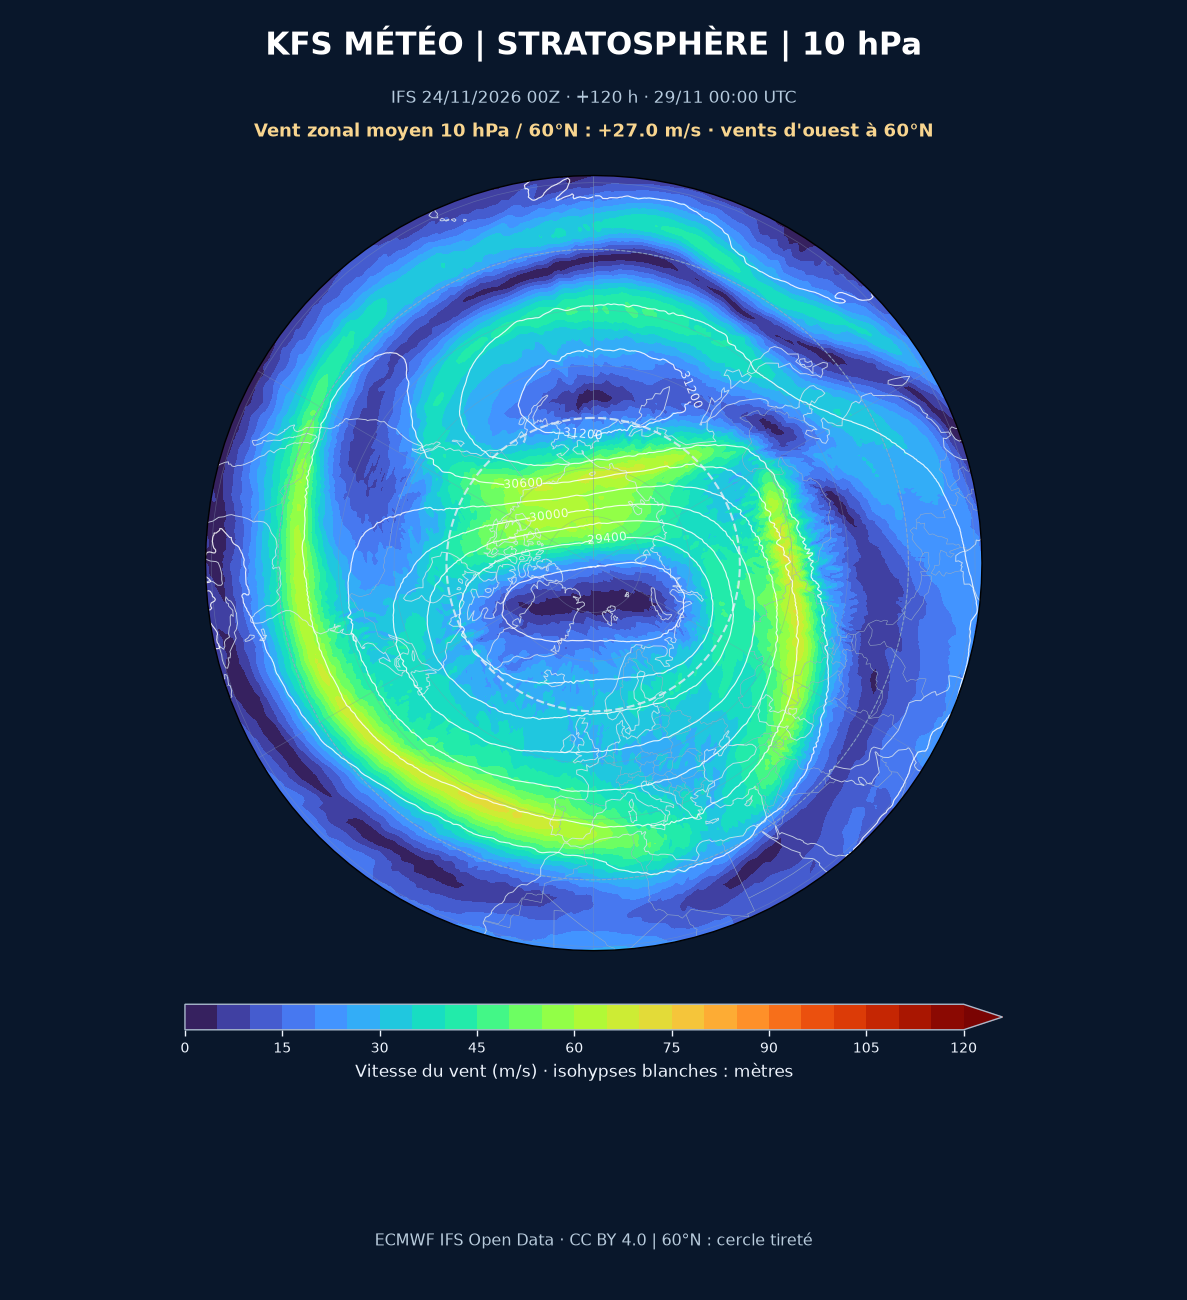 KFS MÉTÉO | STRATOSPHÈRE | 10 hPa
IFS 24/11/2026 00Z · +120 h · 29/11 00:00 UTC
Vent zonal moyen 10 hPa / 60°N : +27.0 m/s · vents d'ouest à 60°N
31200
31200
30600
30000
29400
0 15 30 45 60 75 90 105 120
Vitesse du vent (m/s) · isohypses blanches : mètres
ECMWF IFS Open Data · CC BY 4.0 | 60°N : cercle tireté